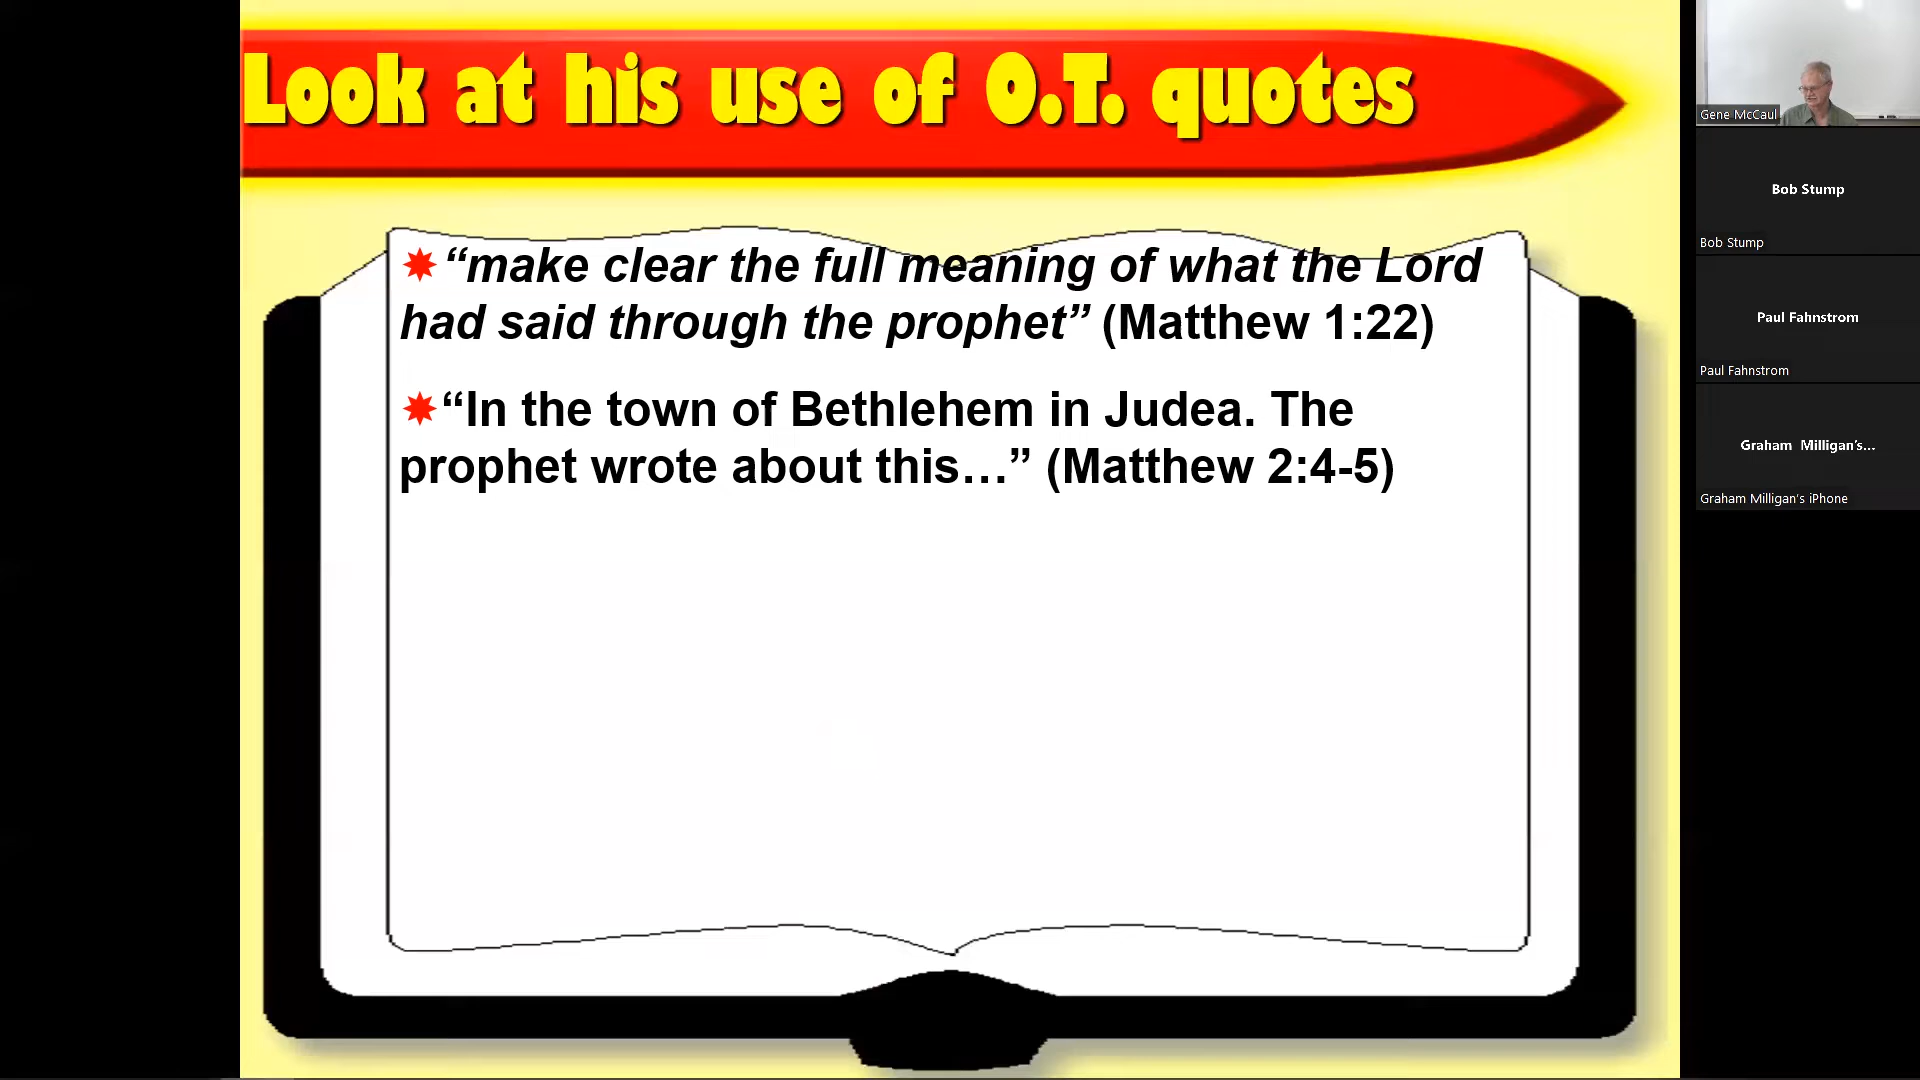 Look at his use of O.T. quotes
“make clear the full meaning of what the Lord
had said through the prophet” (Matthew 1:22)
“In the town of Bethlehem in Judea. The
prophet wrote about this…” (Matthew 2:4-5)
Gene McCaul
Bob Stump
Bob Stump
Paul Fahnstrom
Paul Fahnstrom
Graham Milligan's...
Graham Milligan's iPhone